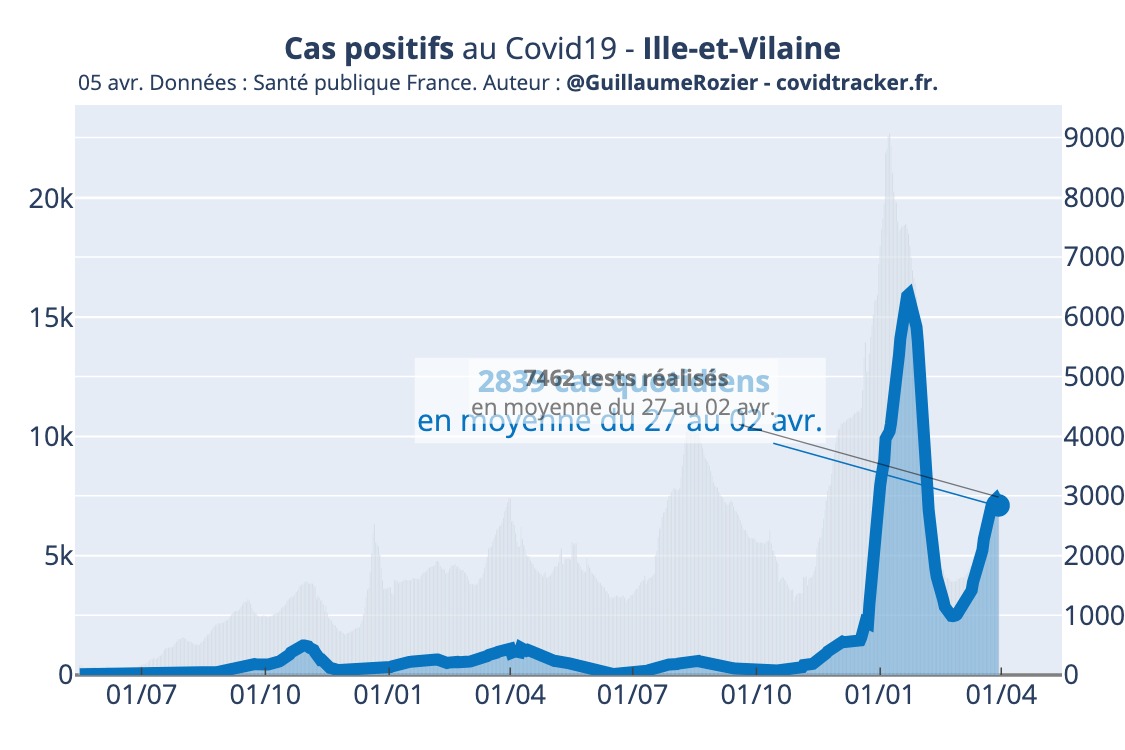 Cas positifs au Covid19 - Ille-et-Vilaine
05 avr. Données : Santé publique France. Auteur : @GuillaumeRozier - covidtracker.fr.
9000
20k
8000
7000
15k
6000
5000
2839 cas quotidiens
7462 tests réalisés
en moyenne du 27 au 02 avr.
en moyenne du 27 au 02 avr.
10k
4000
3000
5k
2000
1000
0
0
01/07
01/10
01/01
01/04
01/07
01/10
01/01
01/04